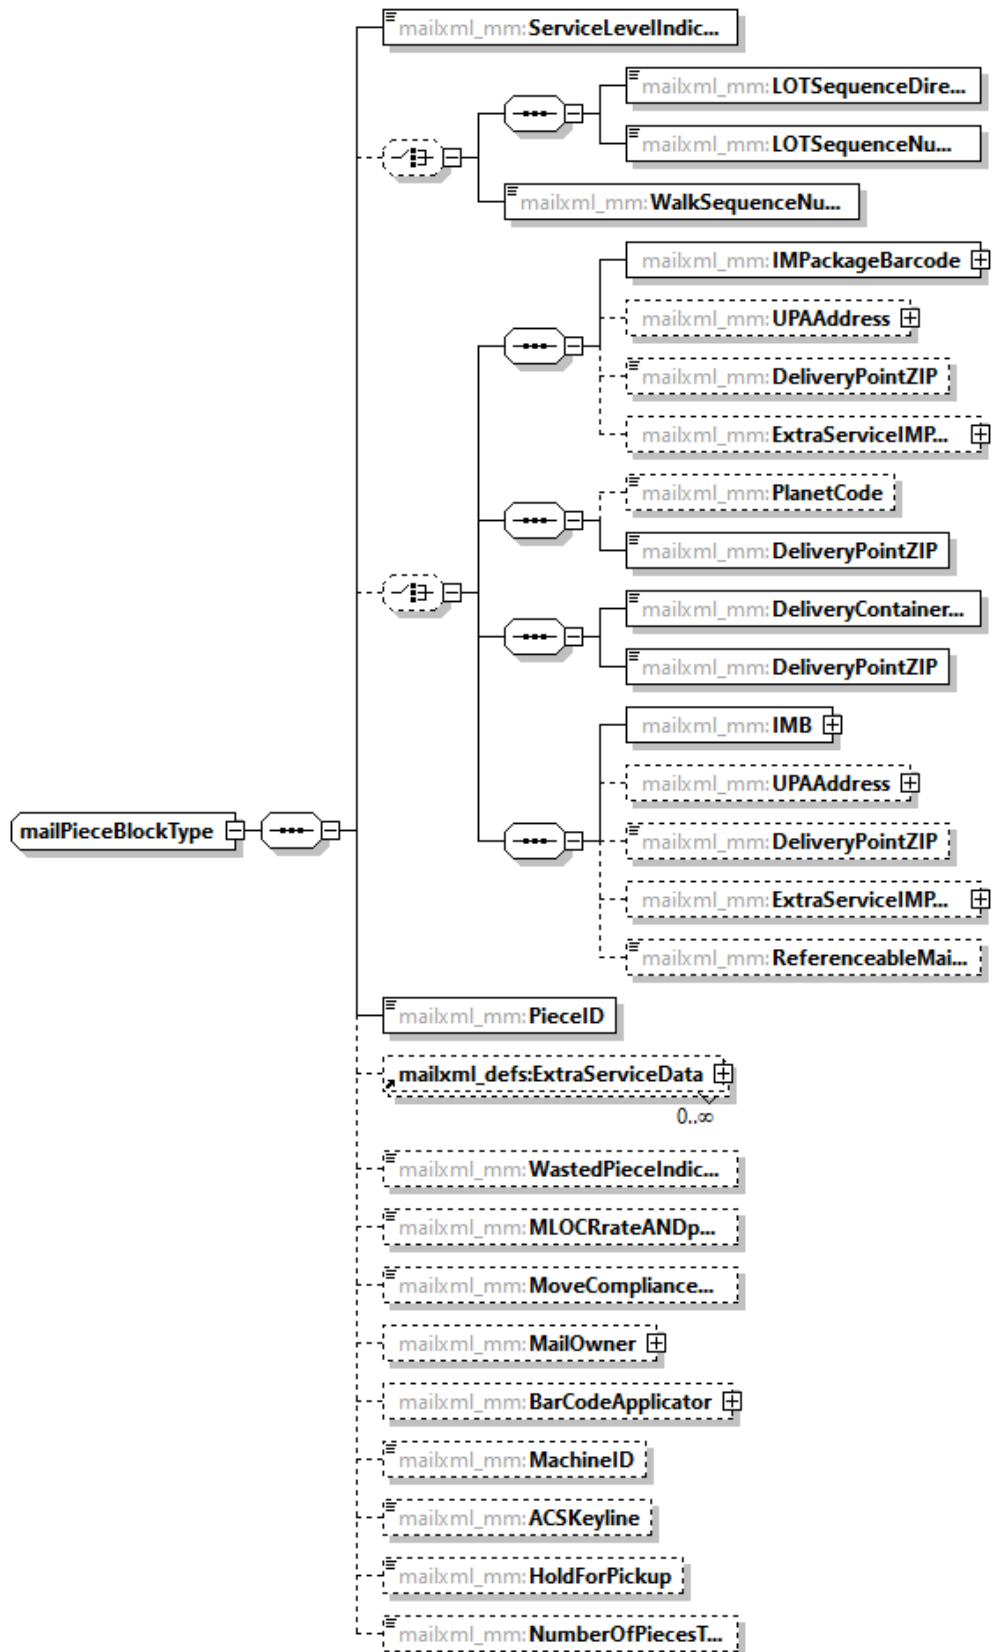 mailxml_mm:ServiceLevelIndic...
mailxml_mm:LOTSequenceDire...
mailxml_mm:LOTSequenceNu...
mailxml_mm:WalkSequenceNu...
mailxml_mm:IMPackageBarcode
mailxml_mm:UPAAddress
mailxml_mm:DeliveryPointZIP
mailxml_mm:ExtraServiceIMP...
mailxml_mm:PlanetCode
mailxml_mm:DeliveryPointZIP
mailxml_mm:DeliveryContainer...
mailxml_mm:DeliveryPointZIP
mailxml_mm:IMB
mailxml_mm:UPAAddress
mailPieceBlockType
mailxml_mm:DeliveryPointZIP
mailxml_mm:ExtraServiceIMP...
mailxml_mm:ReferenceableMai...
mailxml_mm:PieceID
mailxml_defs:ExtraServiceData
0..∞
mailxml_mm:WastedPieceIndic...
mailxml_mm:MLOCRrateANDp...
mailxml_mm:MoveCompliance...
mailxml_mm:MailOwner
mailxml_mm:BarCodeApplicator
mailxml_mm:MachineID
mailxml_mm:ACSKeyline
mailxml_mm:HoldForPickup
mailxml_mm:NumberOfPiecesT...